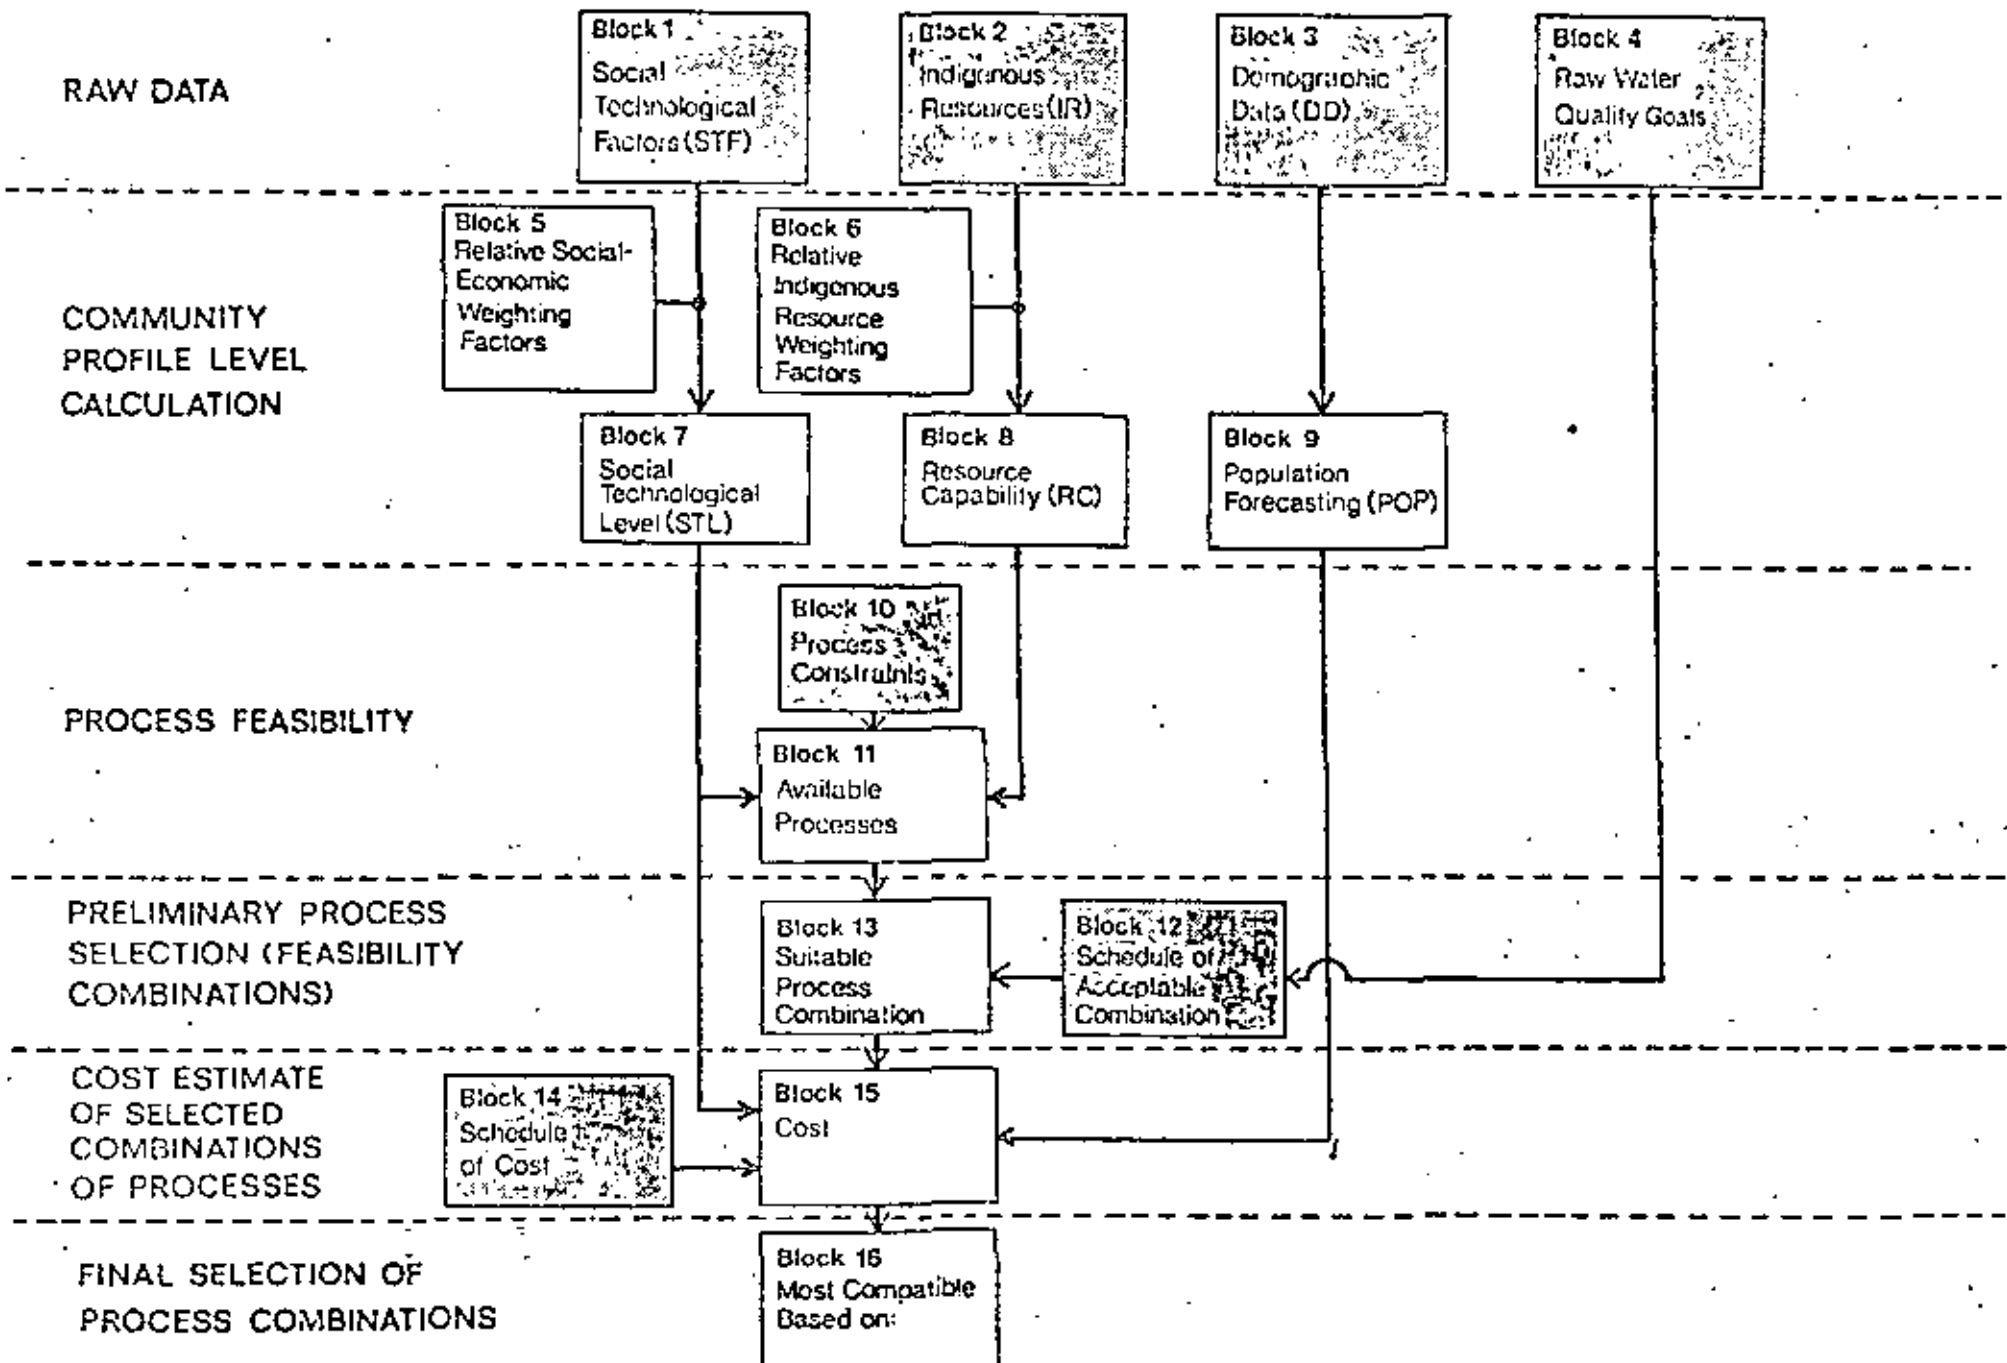 RAW DATA
Block 1
Social
Technological
Factors (STF)
Block 2
Indigenous
Resources (IR)
Block 3
Demographic
Data (DD)
Block 4
Raw Water
Quality Goals
COMMUNITY
PROFILE LEVEL
CALCULATION
Block 5
Relative Social-
Economic
Weighting
Factors
Block 6
Relative
Indigenous
Resource
Weighting
Factors
Block 7
Social
Technological
Level (STL)
Block 8
Resource
Capability (RC)
Block 9
Population
Forecasting (POP)
PROCESS FEASIBILITY
Block 10
Process
Constraints
Block 11
Available
Processes
PRELIMINARY PROCESS
SELECTION (FEASIBILITY
COMBINATIONS)
Block 13
Suitable
Process
Combination
Block 12
Schedule of
Acceptable
Combination
COST ESTIMATE
OF SELECTED
COMBINATIONS
OF PROCESSES
Block 14
Schedule
of Cost
Block 15
Cost
FINAL SELECTION OF
PROCESS COMBINATIONS
Block 16
Most Compatible
Based on: